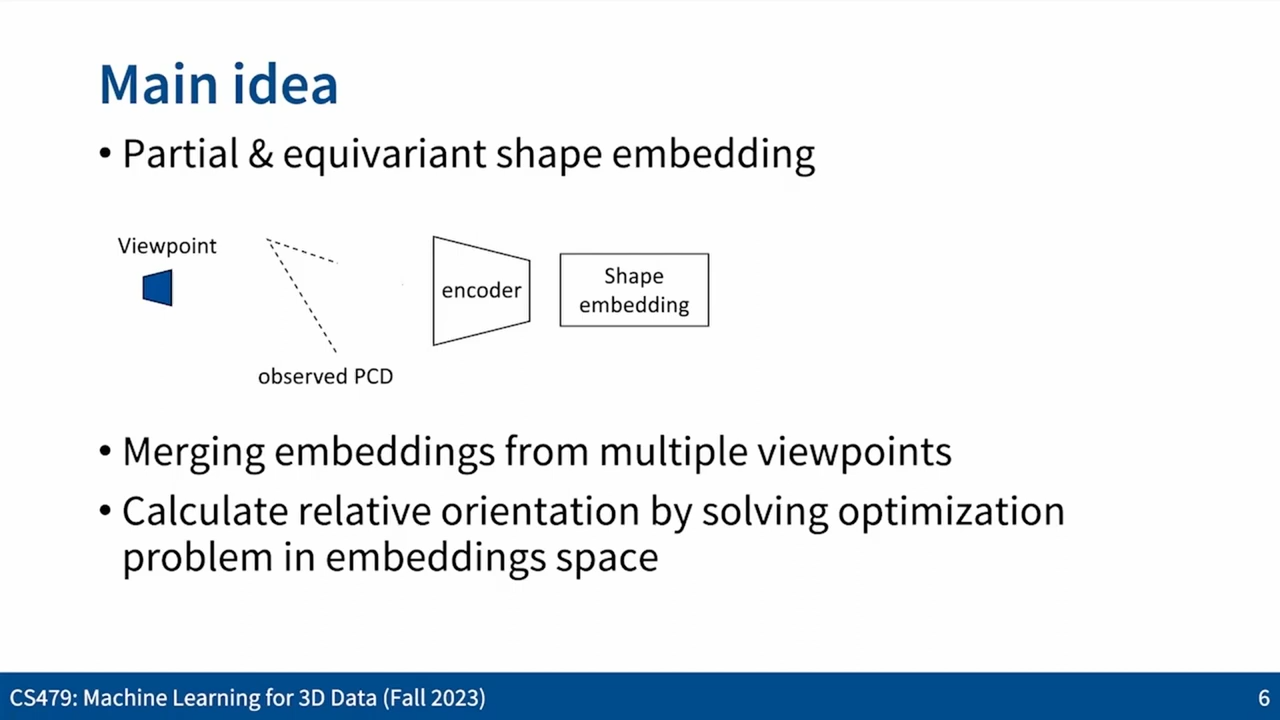 Main idea
• Partial & equivariant shape embedding
Viewpoint
encoder
Shape
embedding
observed PCD
• Merging embeddings from multiple viewpoints
• Calculate relative orientation by solving optimization
problem in embeddings space
CS479: Machine Learning for 3D Data (Fall 2023)
6